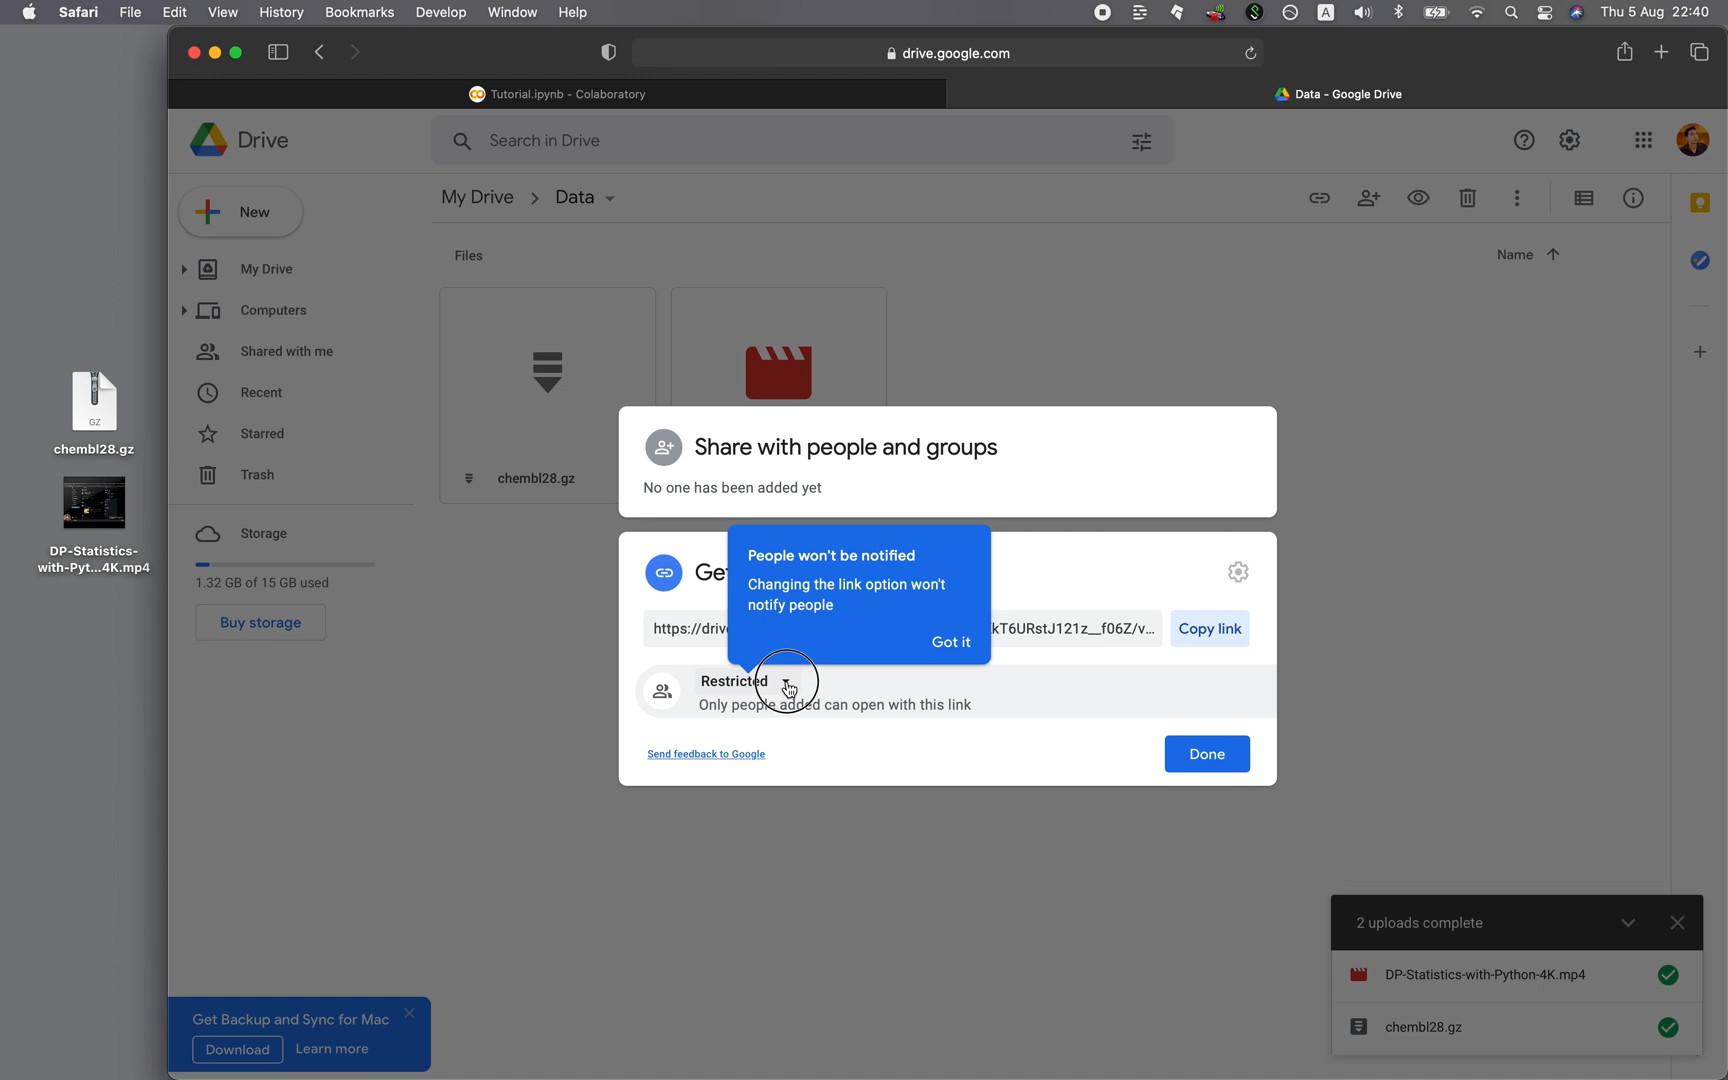 Safari File Edit View History Bookmarks Develop Window Help A Thu 5 Aug 22:40
drive.google.com
Tutorial.ipynb - Colaboratory
Data - Google Drive
Drive
Search in Drive
New
My Drive
Computers
Shared with me
Recent
Starred
Trash
Storage
1.32 GB of 15 GB used
Buy storage
My Drive > Data
Files
Name
chembl28.gz
GZ
chembl28.gz
DP-Statistics-
with-Pyt...4K.mp4
Share with people and groups
No one has been added yet
Ge
People won't be notified
Changing the link option won't
notify people
Got it
https://driv
kT6URstJ121z__f06Z/v...
Copy link
Restricted
Only people added can open with this link
Send feedback to Google
Done
2 uploads complete
DP-Statistics-with-Python-4K.mp4
chembl28.gz
Get Backup and Sync for Mac
Download
Learn more